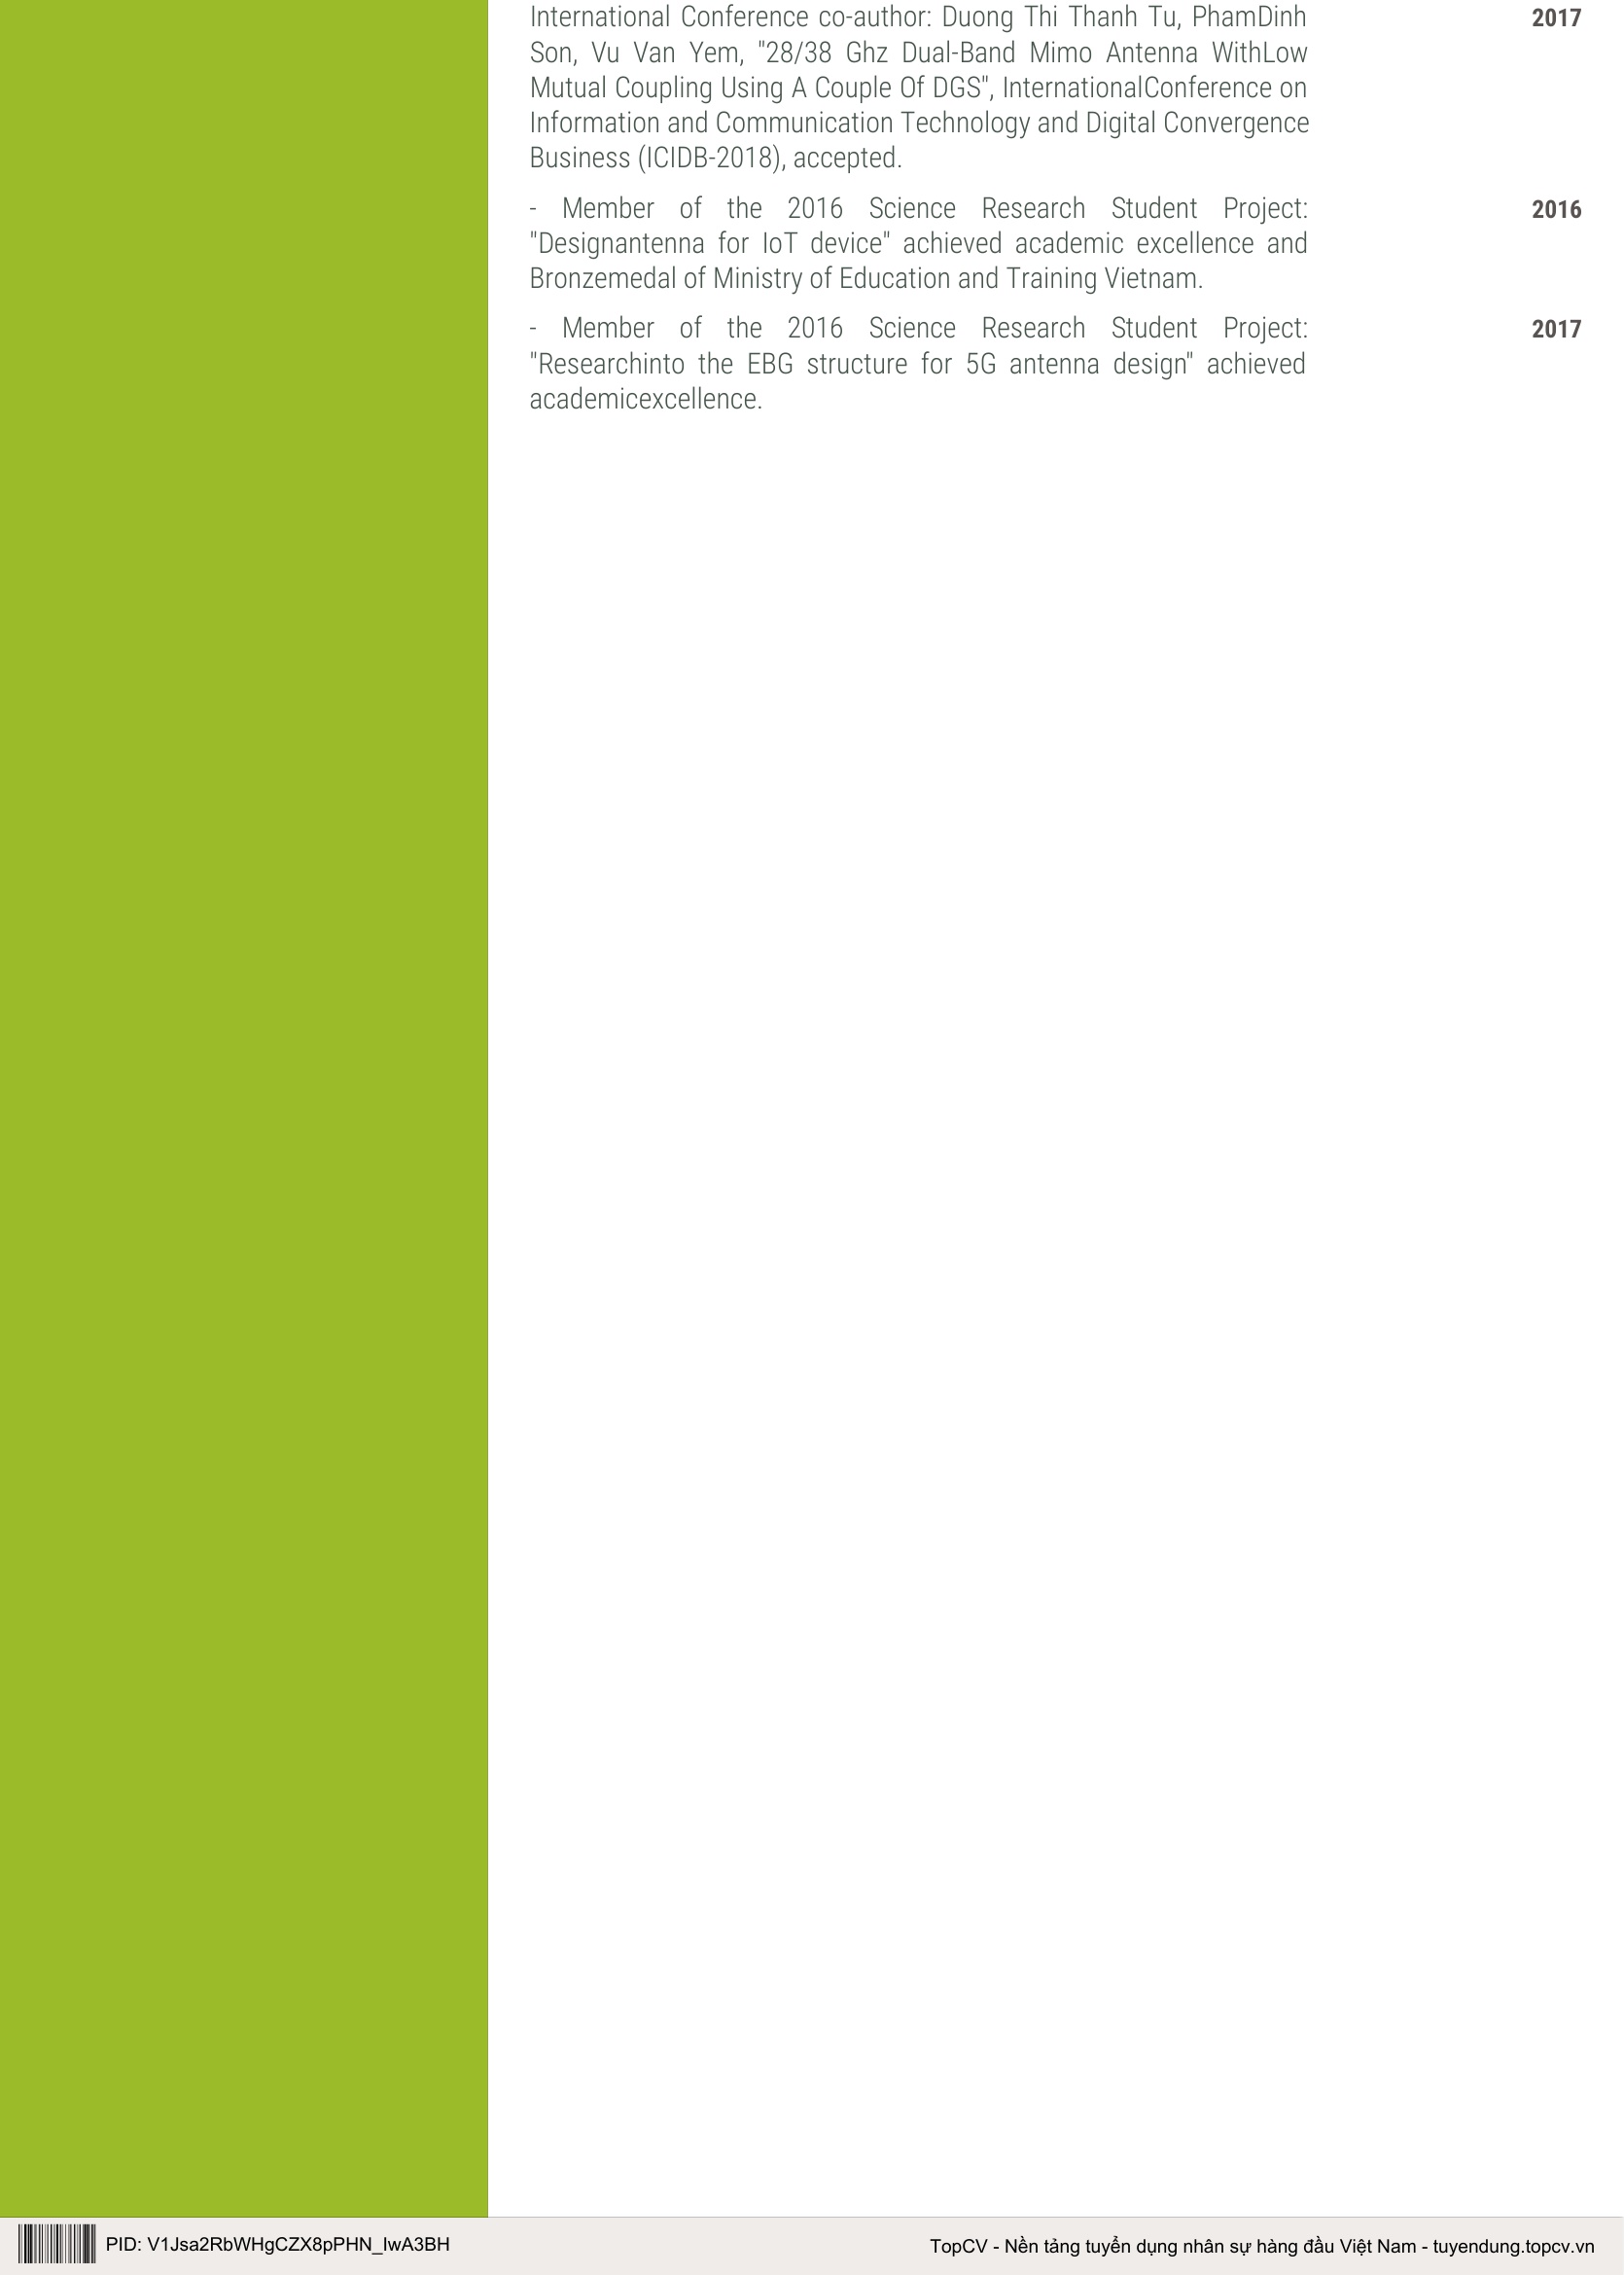 International Conference co-author: Duong Thi Thanh Tu, PhamDinh 2017
Son, Vu Van Yem, "28/38 Ghz Dual-Band Mimo Antenna WithLow
Mutual Coupling Using A Couple Of DGS", InternationalConference on
Information and Communication Technology and Digital Convergence
Business (ICIDB-2018), accepted.
- Member of the 2016 Science Research Student Project: 2016
"Designantenna for IoT device" achieved academic excellence and
Bronzemedal of Ministry of Education and Training Vietnam.
- Member of the 2016 Science Research Student Project: 2017
"Researchinto the EBG structure for 5G antenna design" achieved
academicexcellence.
PID: V1Jsa2RbWHgCZX8pPHN_IwA3BH TopCV - Nền tảng tuyển dụng nhân sự hàng đầu Việt Nam - tuyendung.topcv.vn